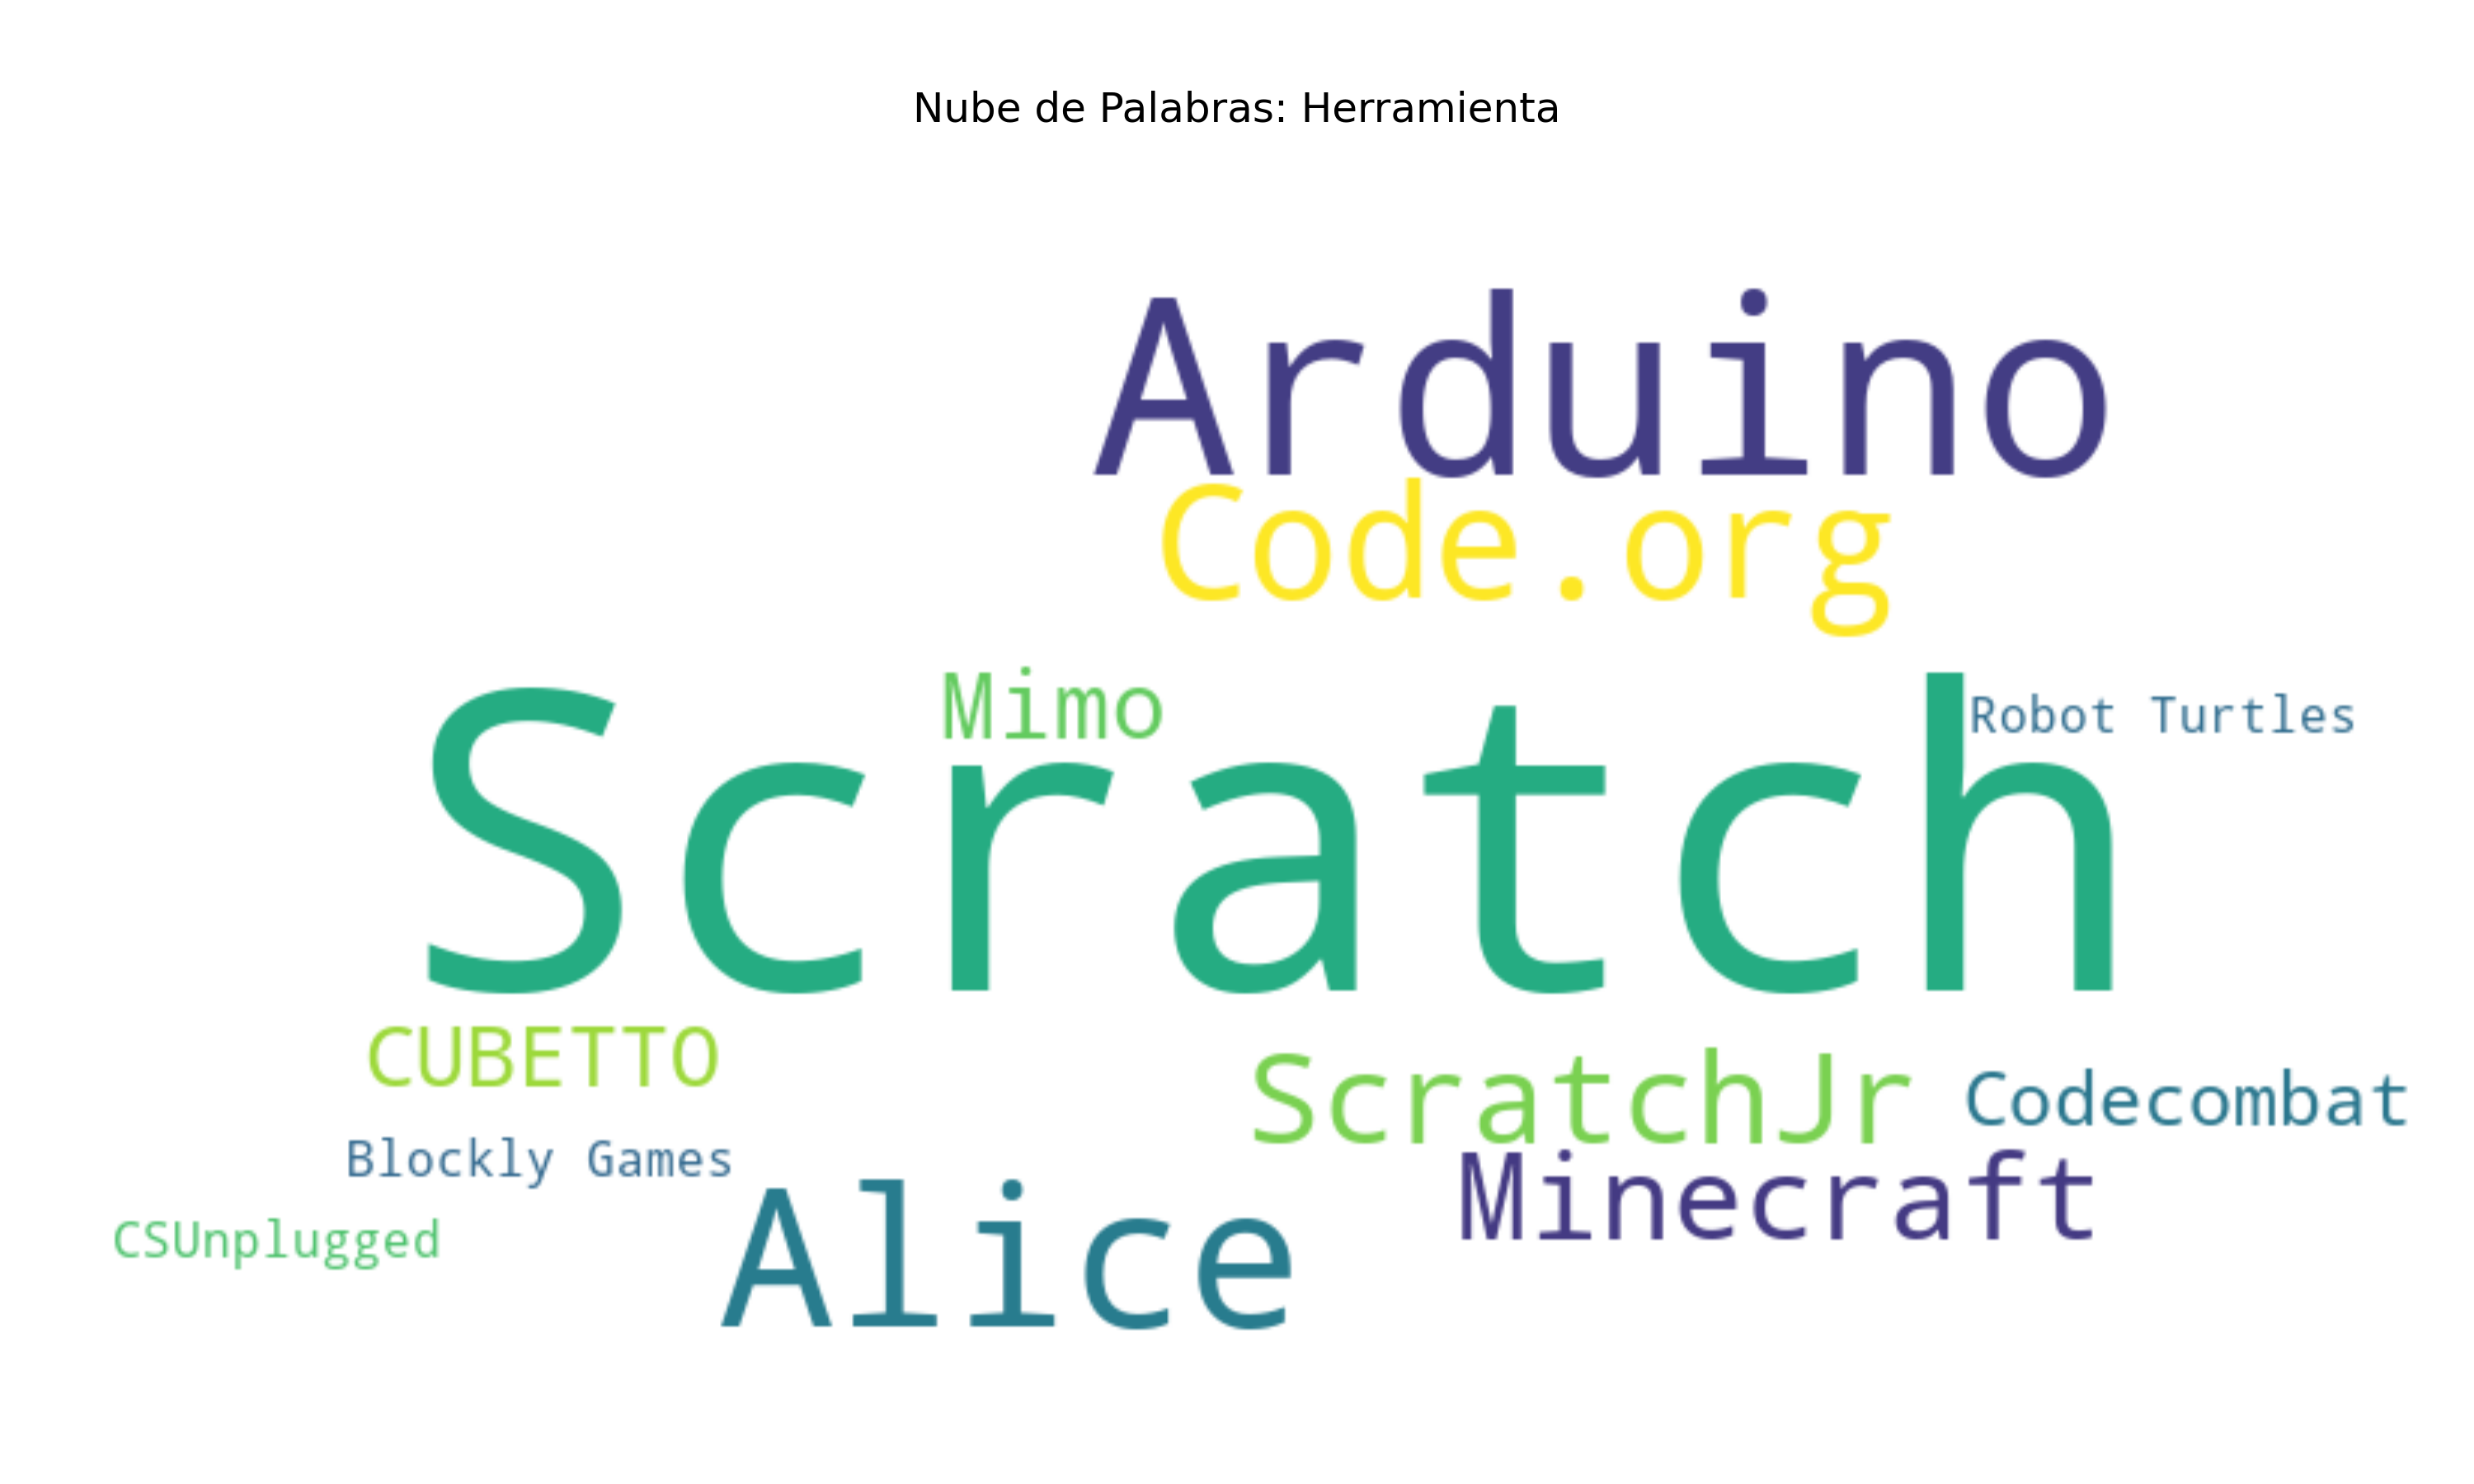 Nube de Palabras: Herramienta
Arduino
Code.org
Mimo
Robot Turtles
Scratch
CUBETTO
ScratchJr
Codecombat
Blockly Games
Minecraft
CSUnplugged
Alice